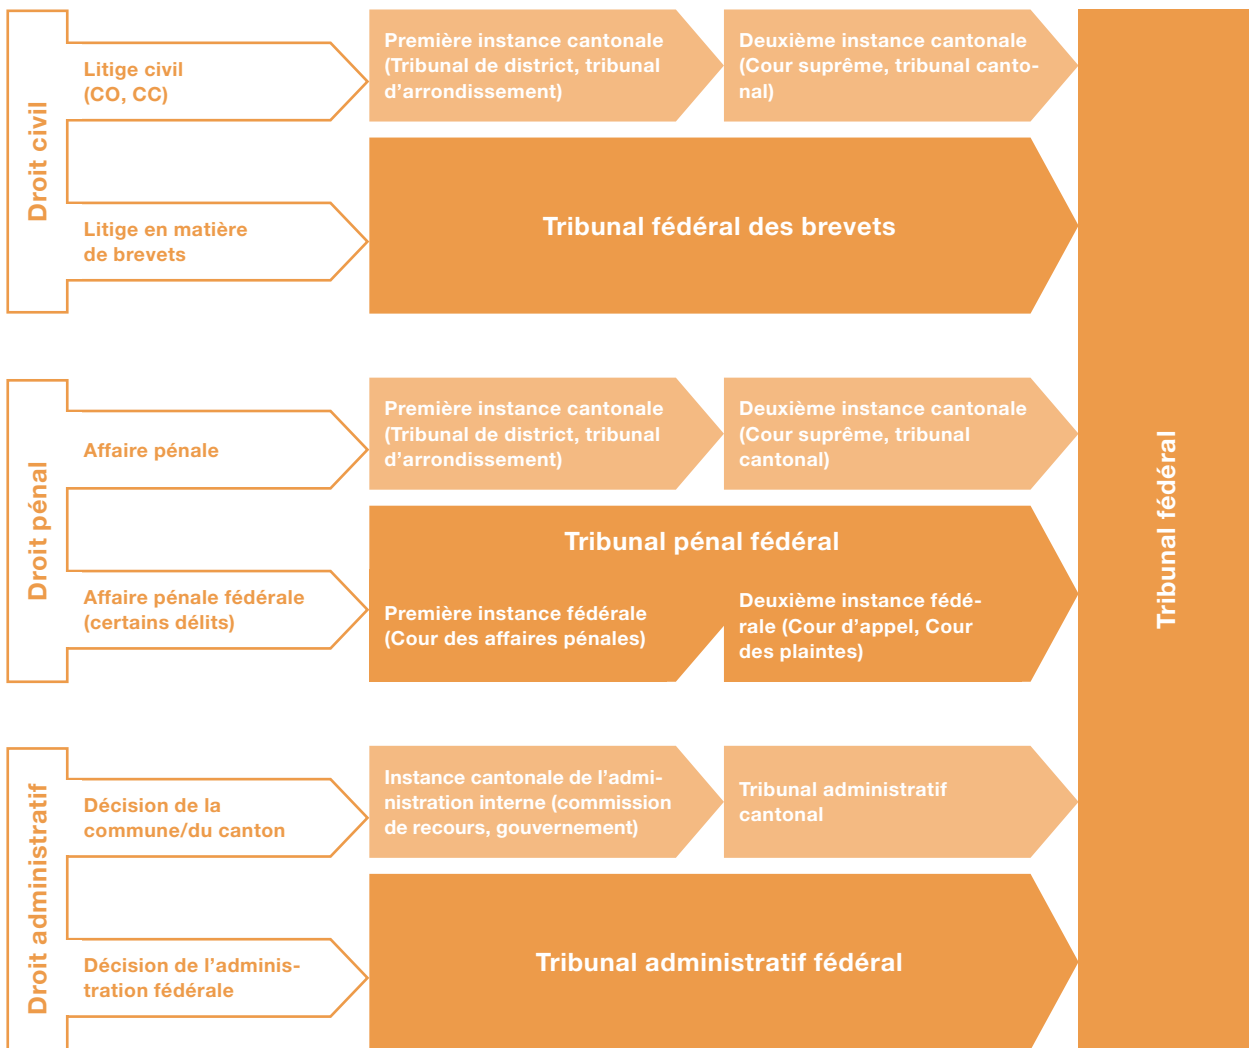 Droit civil
Litige civil
(CO, CC)
Première instance cantonale
(Tribunal de district, tribunal
d’arrondissement)
Deuxième instance cantonale
(Cour suprême, tribunal canto-
nal)
Litige en matière
de brevets
Tribunal fédéral des brevets
Droit pénal
Affaire pénale
Première instance cantonale
(Tribunal de district, tribunal
d’arrondissement)
Deuxième instance cantonale
(Cour suprême, tribunal
cantonal)
Affaire pénale fédérale
(certains délits)
Tribunal pénal fédéral
Première instance fédérale
(Cour des affaires pénales)
Deuxième instance fédé-
rale (Cour d’appel, Cour
des plaintes)
Droit administratif
Décision de la
commune/du canton
Instance cantonale de l’admi-
nistration interne (commission
de recours, gouvernement)
Tribunal administratif
cantonal
Décision de l’adminis-
tration fédérale
Tribunal administratif fédéral
Tribunal fédéral